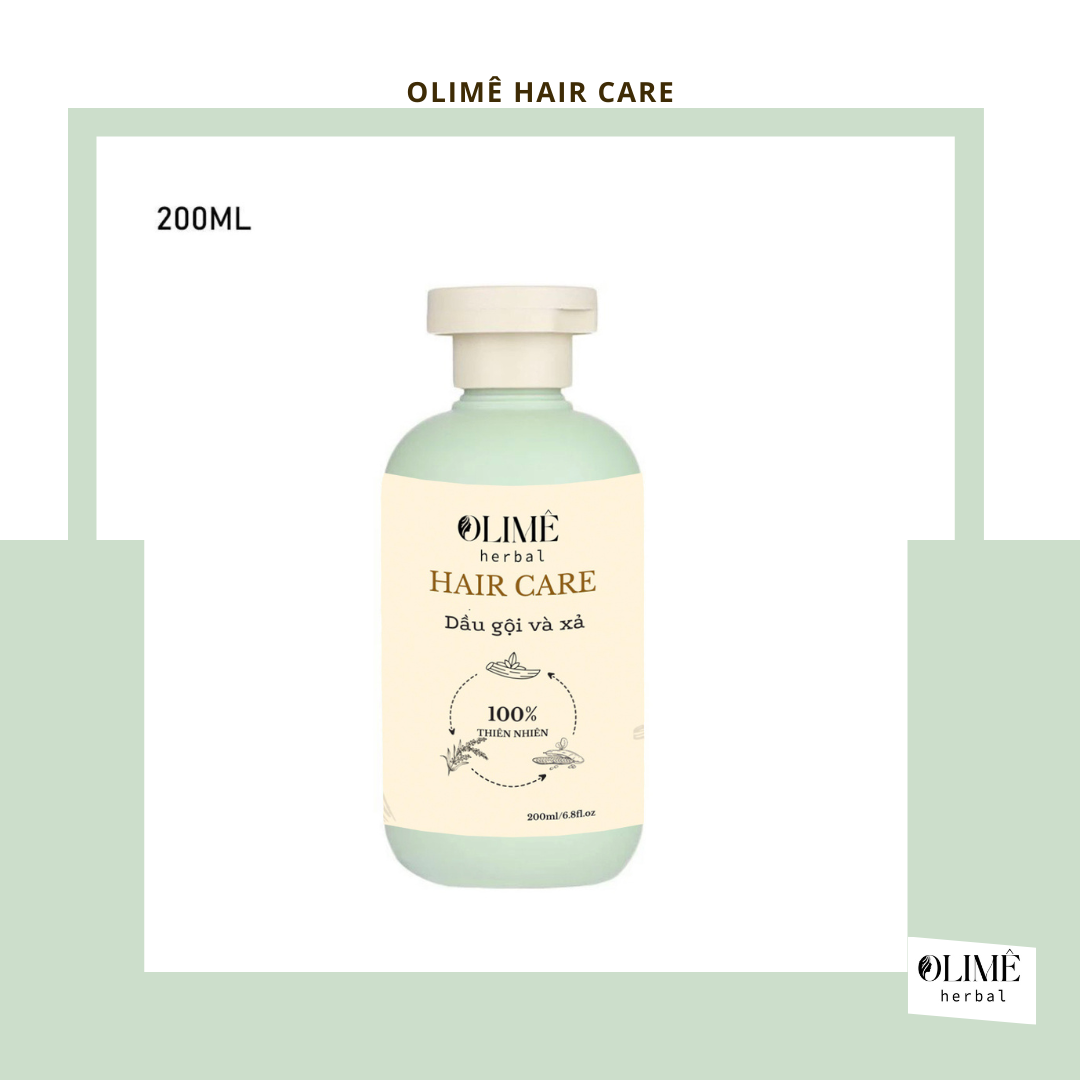 OLIMÊ HAIR CARE
200ML
OLIMÊ
herbal
HAIR CARE
Dầu gội và xả
100%
THIÊN NHIÊN
200ml/6.8fl.oz
OLIMÊ
herbal